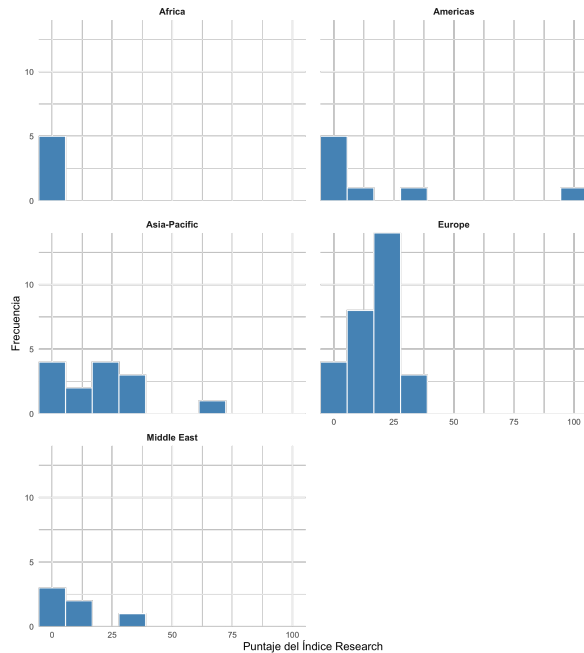 Africa
Americas
10
5
0
Asia-Pacific
Europe
Frecuencia
10
5
0
0 25 50 75 100
Middle East
10
5
0
0 25 50 75 100
Puntaje del Índice Research